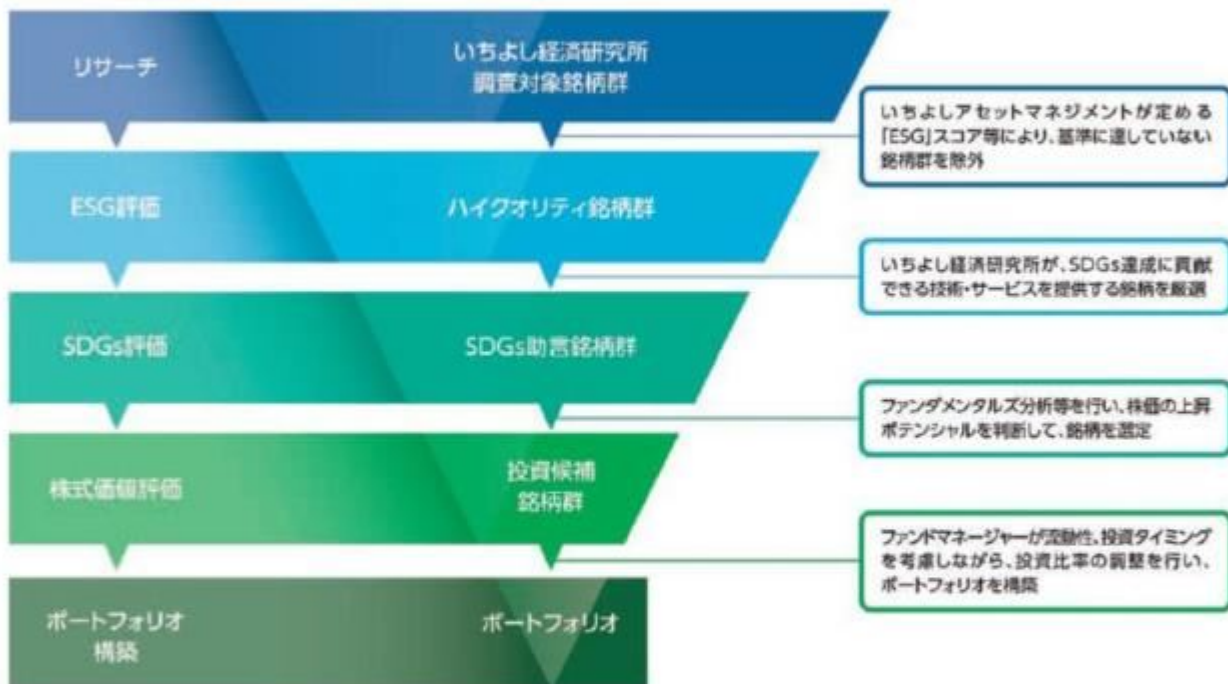 リサーチ
いちよし経済研究所
調査対象銘柄群
いちよしアセットマネジメントが定める
「ESG」スコア等により、基準に達していない
銘柄群を除外
ESG評価
ハイクオリティ銘柄群
いちよし経済研究所が、SDGs達成に貢献
できる技術・サービスを提供する銘柄を厳選
SDGs評価
SDGs助言銘柄群
ファンダメンタルズ分析等を行い、株価の上昇
ポテンシャルを判断して、銘柄を選定
株式価値評価
投資候補
銘柄群
ファンドマネージャーが流動性、投資タイミング
を考慮しながら、投資比率の調整を行い、
ポートフォリオを構築
ポートフォリオ
構築
ポートフォリオ